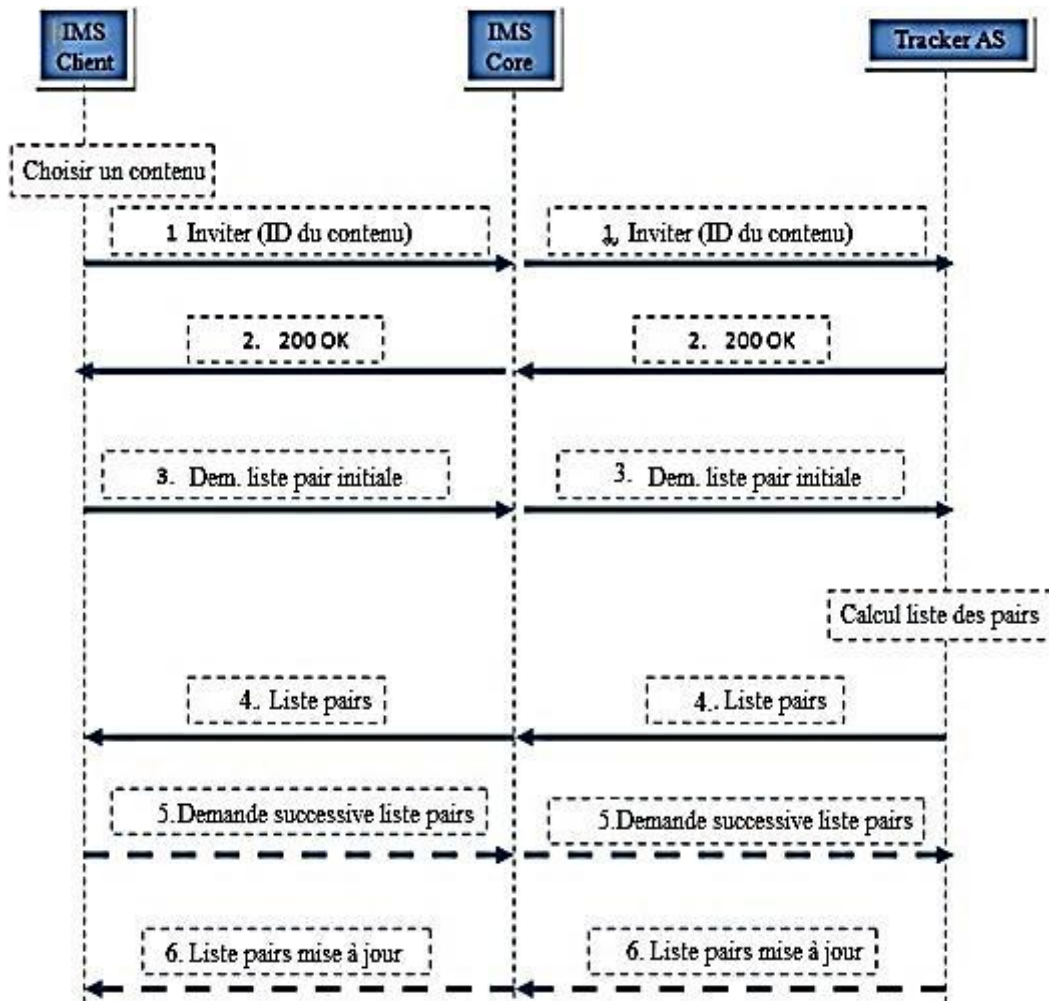 IMS
Client
IMS
Core
Tracker AS
Choisir un contenu
1 Inviter (ID du contenu)
1. Inviter (ID du contenu)
2. 200 OK
2. 200 OK
3. Dem. liste pair initiale
3. Dem. liste pair initiale
Calcul liste des pairs
4.. Liste pairs
4.. Liste pairs
5.Demande successive liste pairs
5.Demande successive liste pairs
6. Liste pairs mise à jour
6. Liste pairs mise à jour